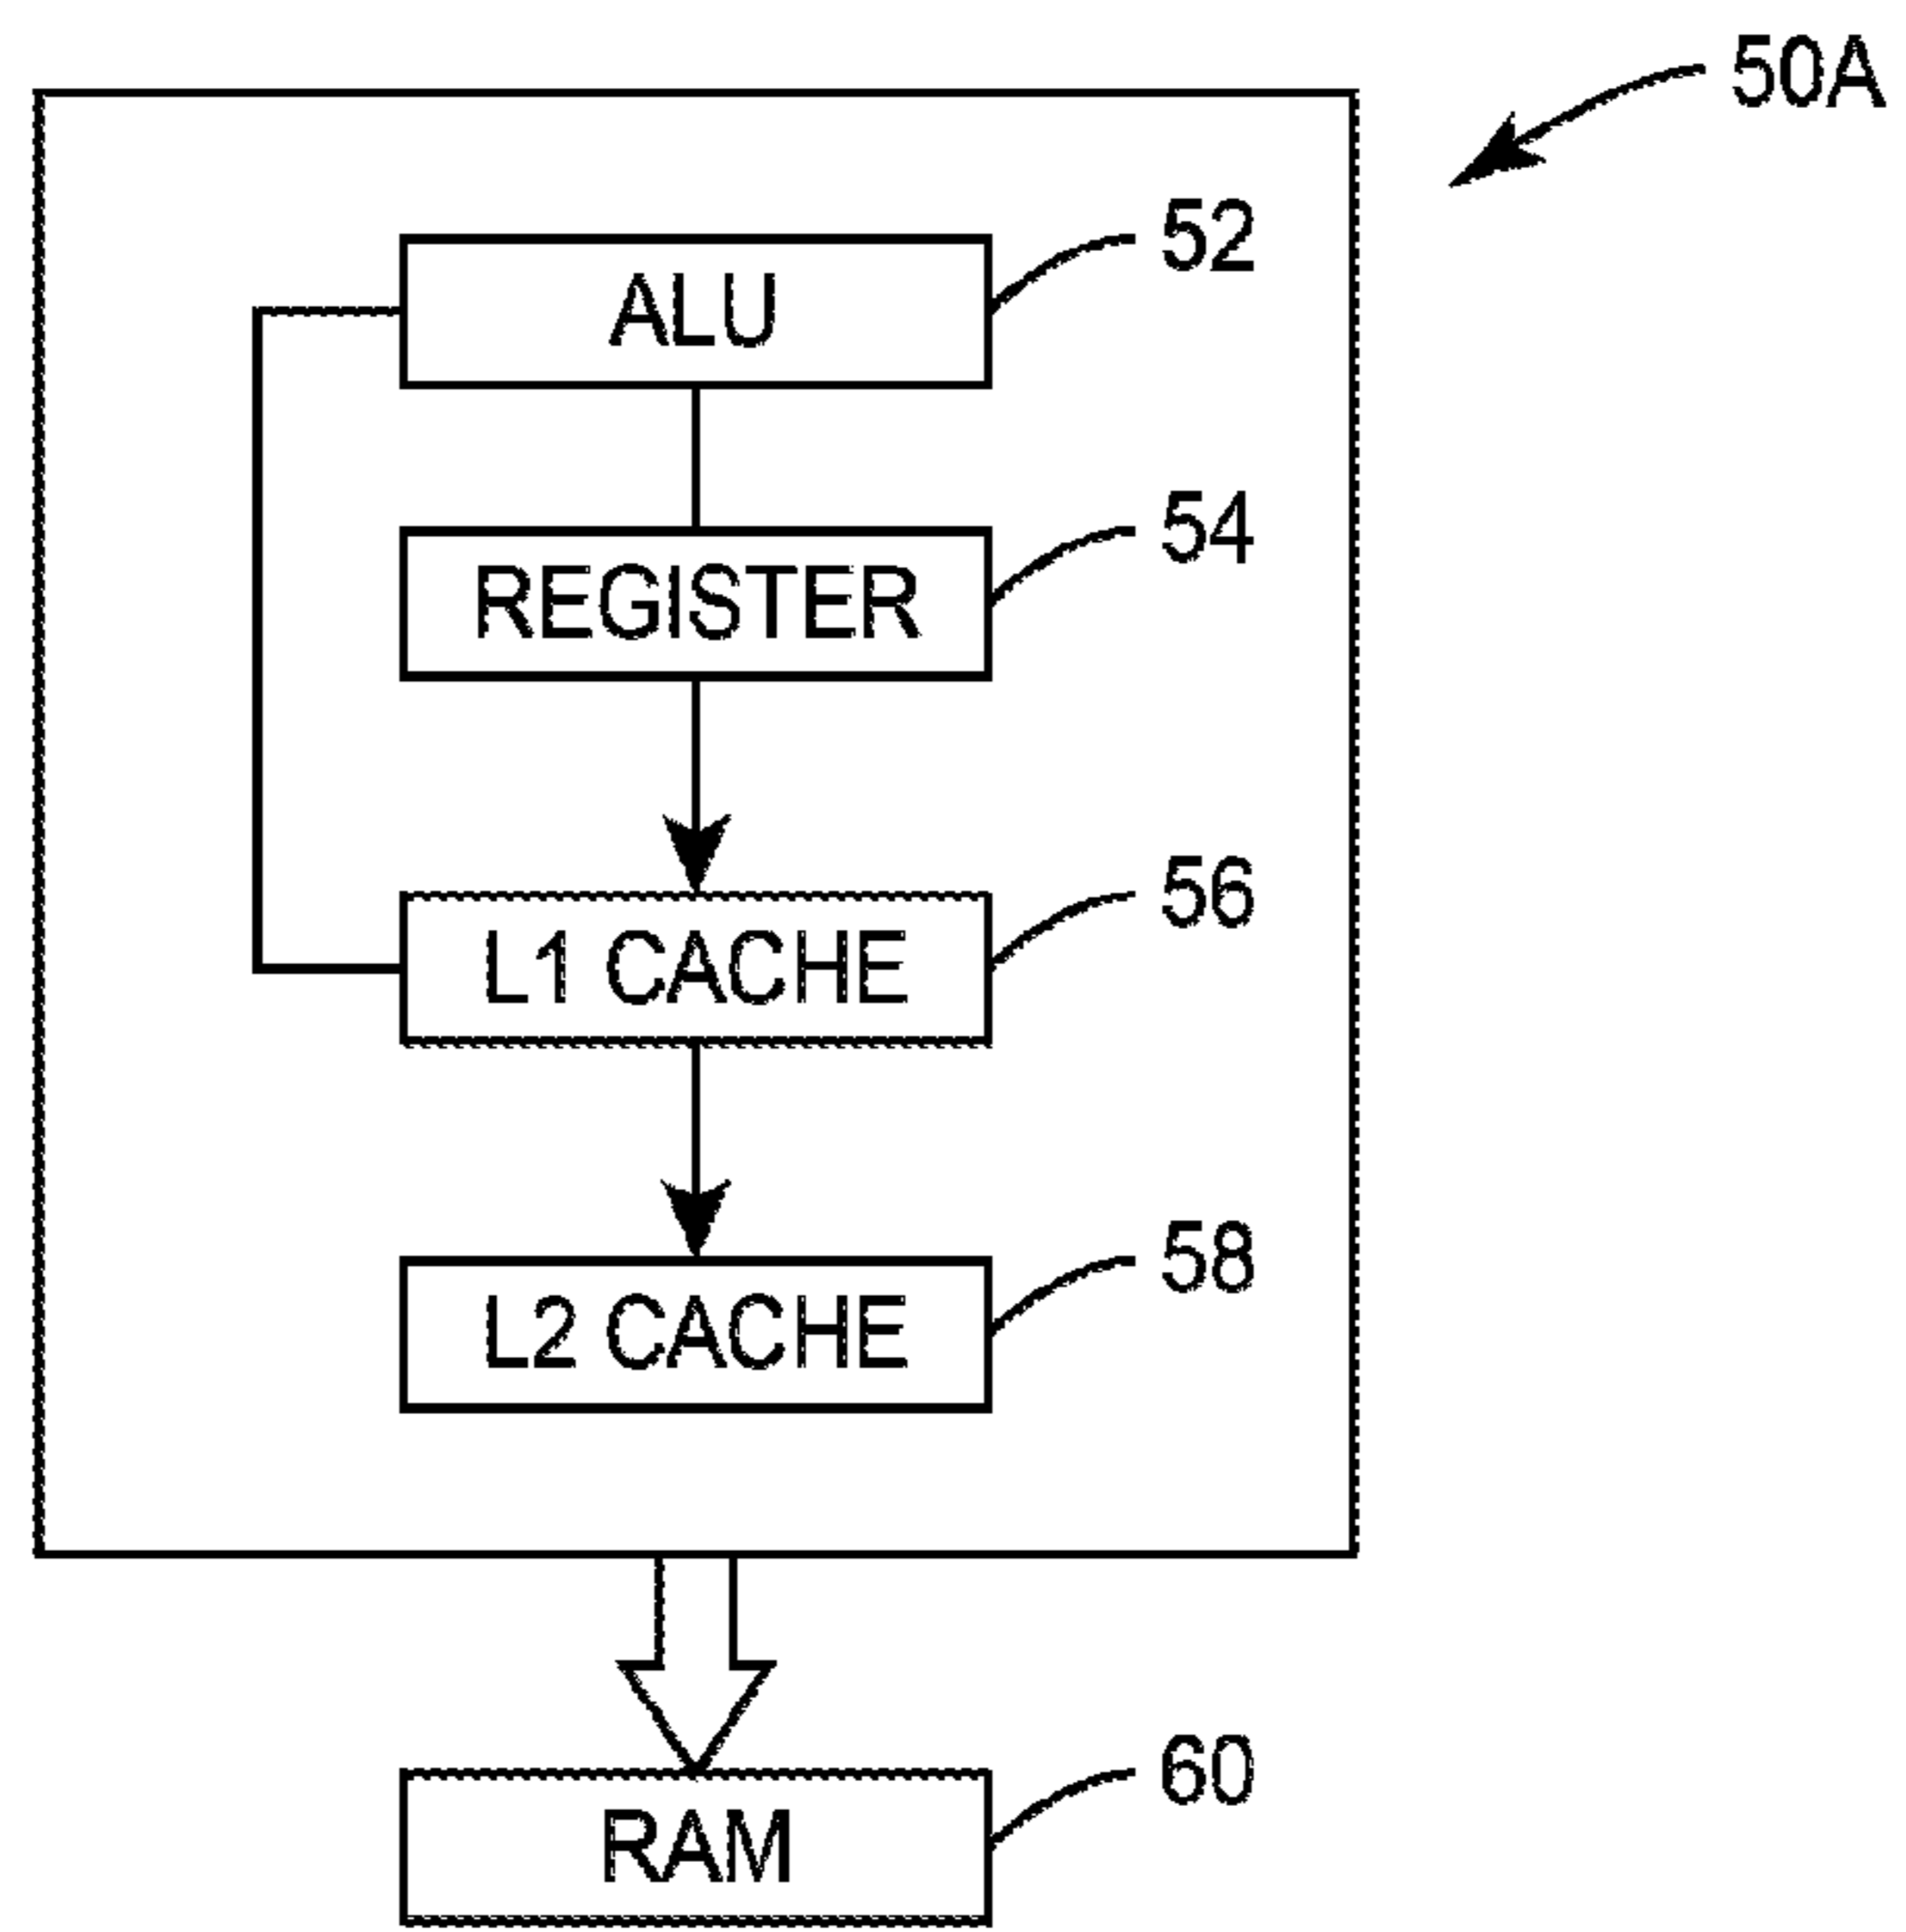 50A
52
ALU
54
REGISTER
56
L1 CACHE
58
L2 CACHE
60
RAM